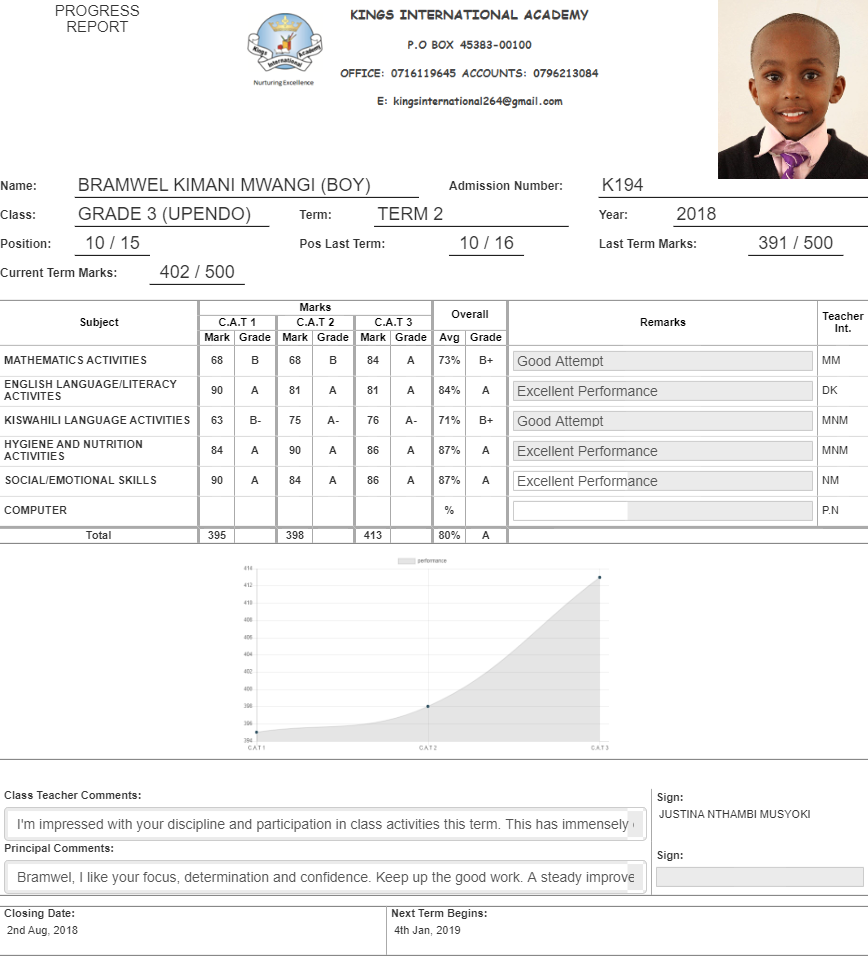 PROGRESS
REPORT
KINGS INTERNATIONAL ACADEMY
P.O BOX 45383-00100
OFFICE: 0716119645 ACCOUNTS: 0796213084
E: kingsinternational264@gmail.com
Kings International Academy
Nurturing Excellence
Name: BRAMWEL KIMANI MWANGI (BOY) Admission Number: K194
Class: GRADE 3 (UPENDO) Term: TERM 2 Year: 2018
Position: 10 / 15 Pos Last Term: 10 / 16 Last Term Marks: 391 / 500
Current Term Marks: 402 / 500
Subject Marks Overall Remarks Teacher Int.
C.A.T 1 C.A.T 2 C.A.T 3
Mark Grade Mark Grade Mark Grade Avg Grade
MATHEMATICS ACTIVITIES 68 B 68 B 84 A 73% B+ Good Attempt MM
ENGLISH LANGUAGE/LITERACY ACTIVITES 90 A 81 A 81 A 84% A Excellent Performance DK
KISWAHILI LANGUAGE ACTIVITIES 63 B- 75 A- 76 A- 71% B+ Good Attempt MNM
HYGIENE AND NUTRITION ACTIVITIES 84 A 90 A 86 A 87% A Excellent Performance MNM
SOCIAL/EMOTIONAL SKILLS 90 A 84 A 86 A 87% A Excellent Performance NM
COMPUTER % P.N
Total 395 398 413 80% A
performance
414
412
410
408
406
404
402
400
398
396
394
C.A.T 1 C.A.T 2 C.A.T 3
Class Teacher Comments:
I'm impressed with your discipline and participation in class activities this term. This has immensely
Sign:
JUSTINA NTHAMBI MUSYOKI
Principal Comments:
Bramwel, I like your focus, determination and confidence. Keep up the good work. A steady improve
Sign:
Closing Date:
2nd Aug, 2018
Next Term Begins:
4th Jan, 2019